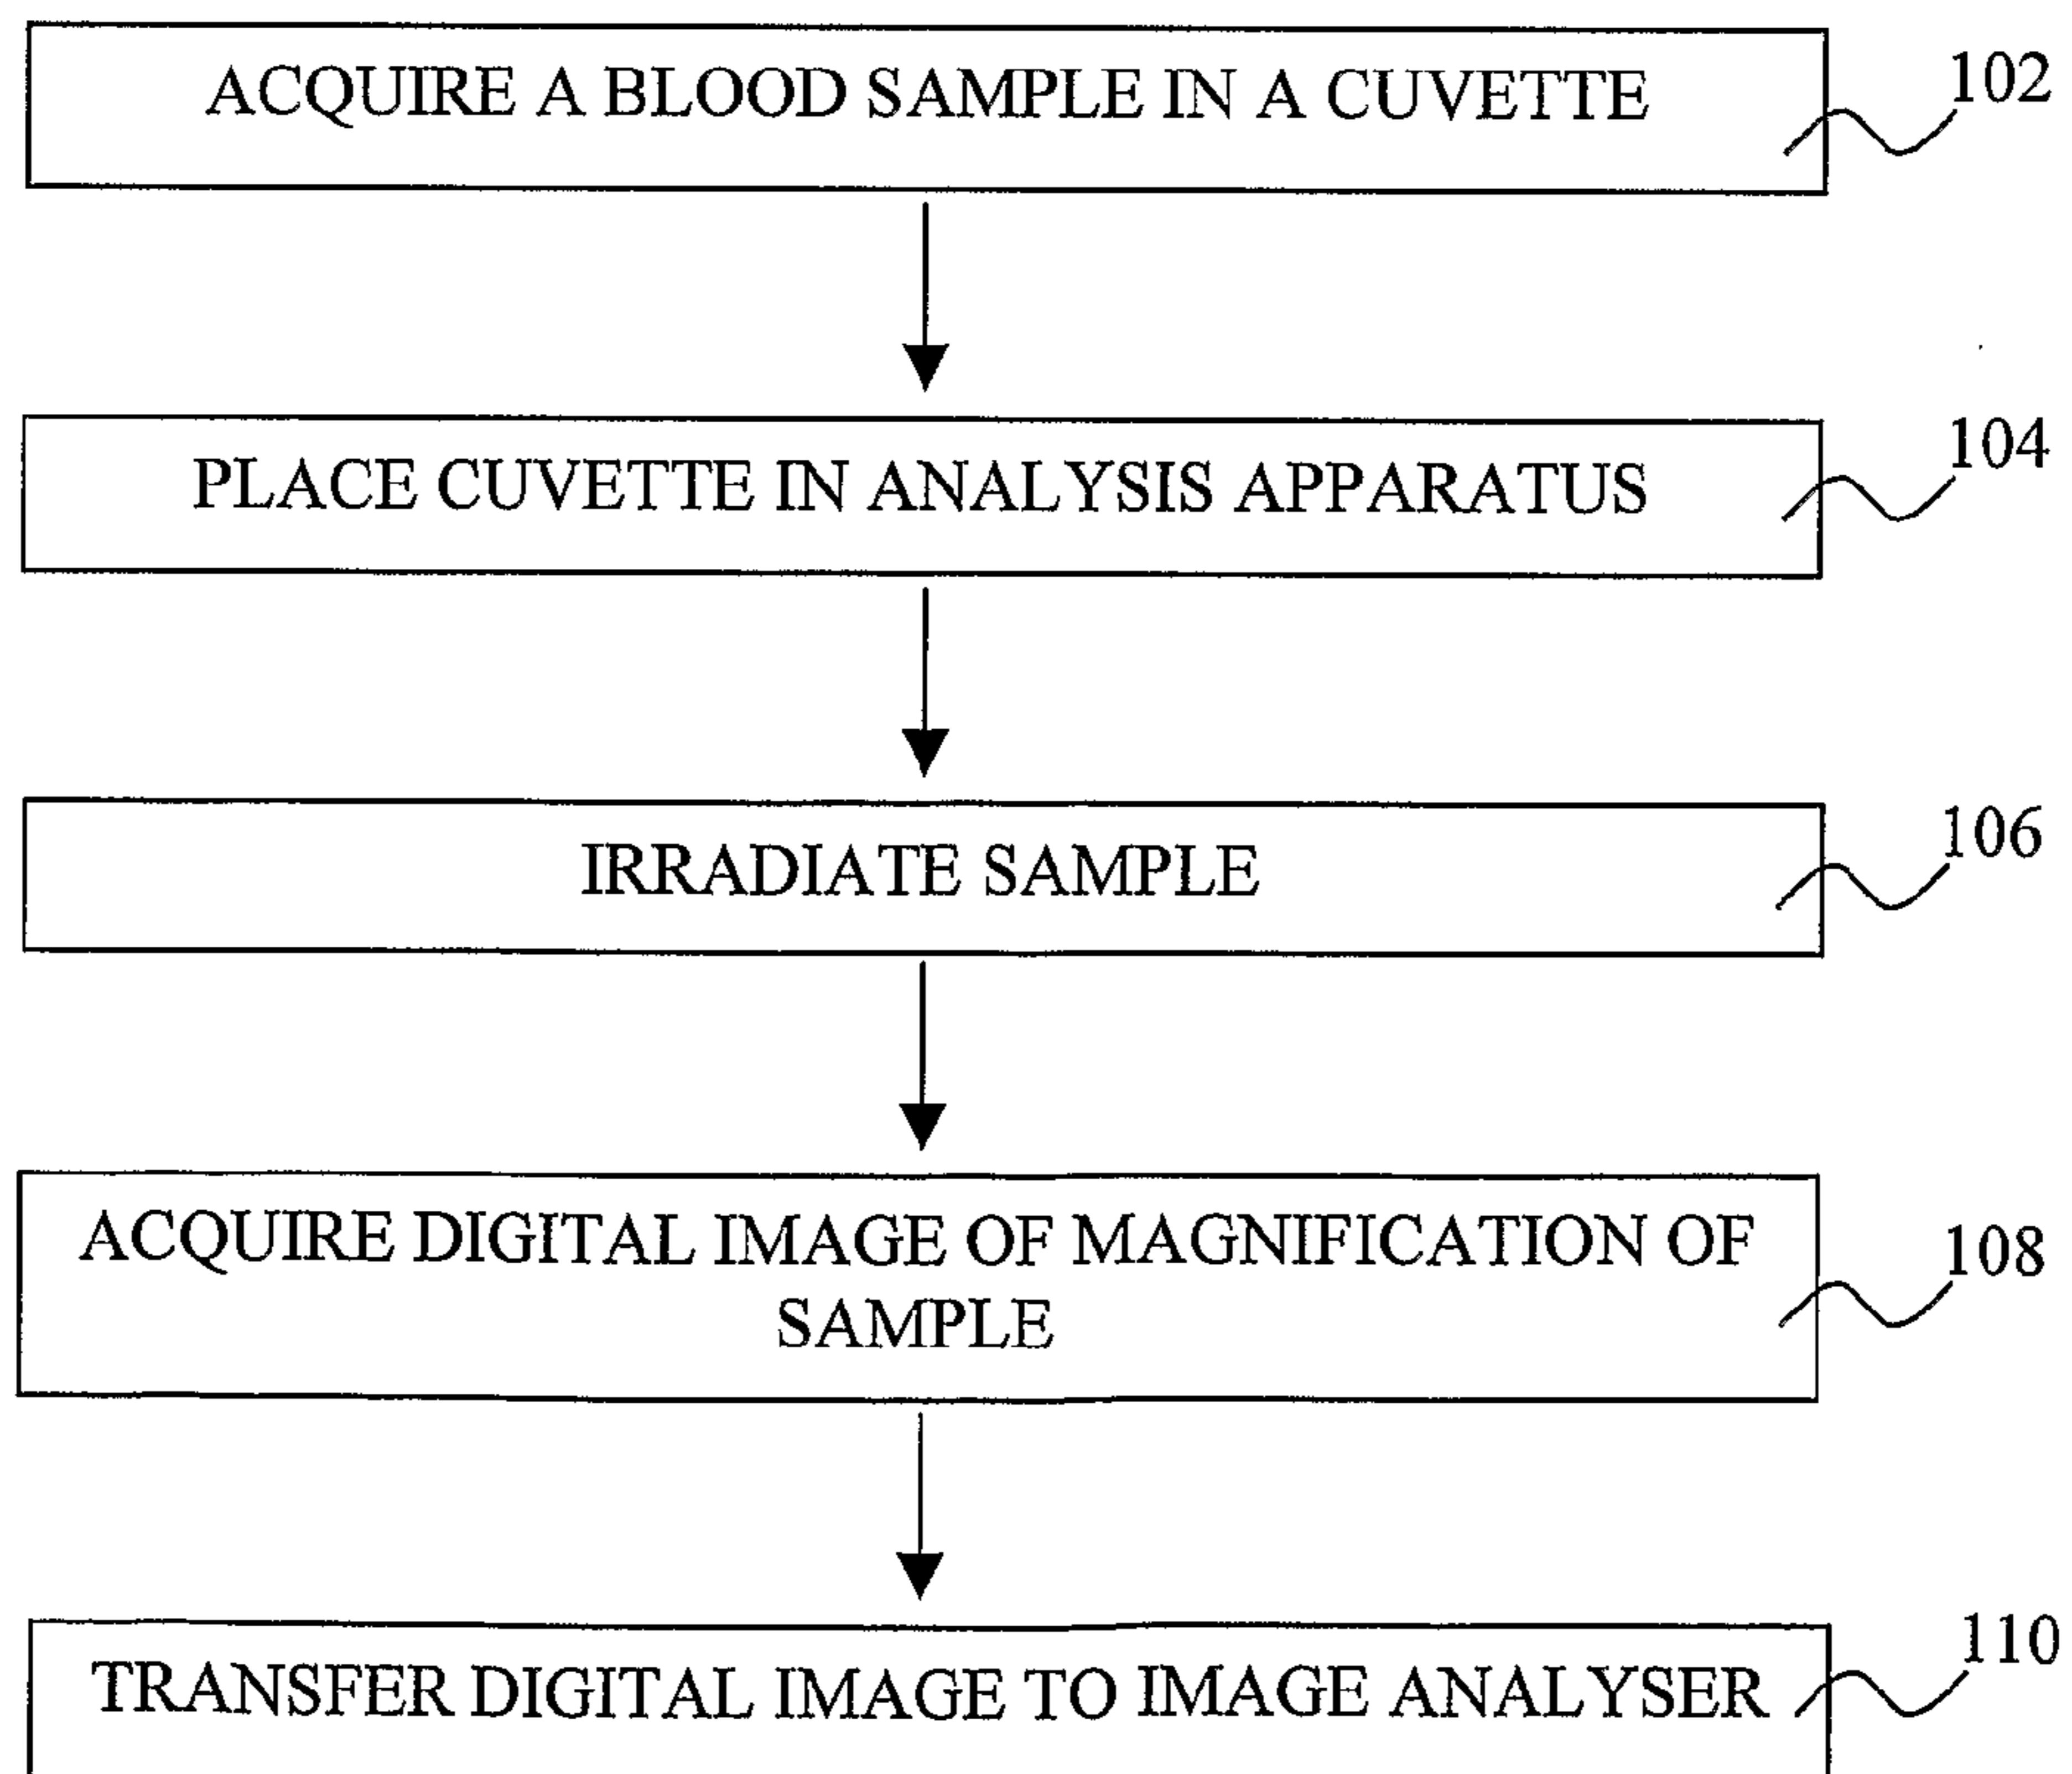 102
ACQUIRE A BLOOD SAMPLE IN A CUVETTE
104
PLACE CUVETTE IN ANALYSIS APPARATUS
106
IRRADIATE SAMPLE
108
ACQUIRE DIGITAL IMAGE OF MAGNIFICATION OF
SAMPLE
110
TRANSFER DIGITAL IMAGE TO IMAGE ANALYSER